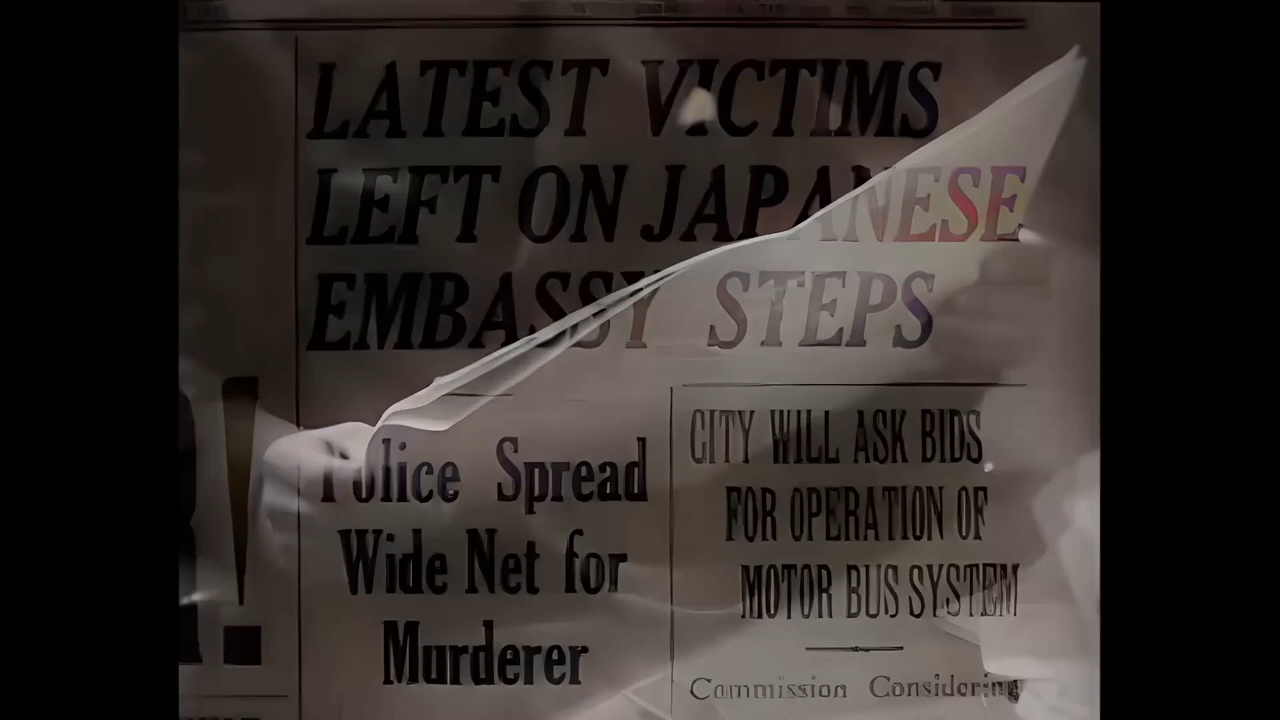 LATEST VICTIMS
LEFT ON JAPANESE
EMBASSY STEPS
!
Police Spread
Wide Net for
Murderer
CITY WILL ASK BIDS
FOR OPERATION OF
MOTOR BUS SYSTEM
Commission Considering